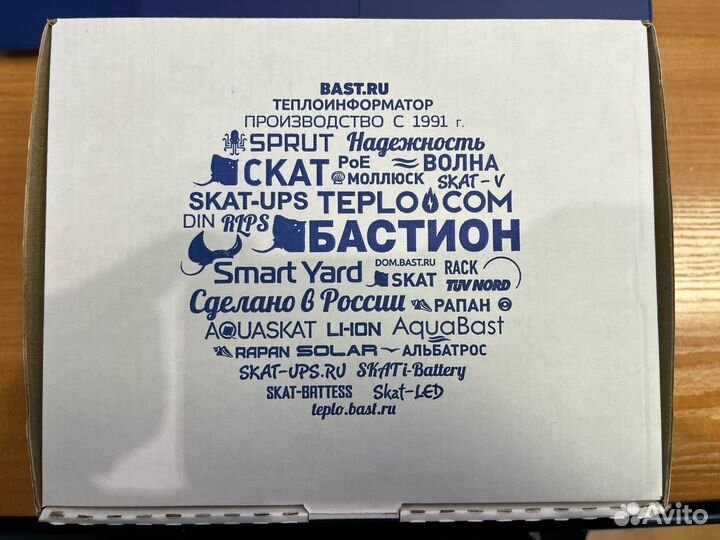 BAST.RU
ТЕПЛОИНФОРМАТОР
ПРОИЗВОДСТВО С 1991 г.
SPRUT Надежность
СКАТ PoE ВОЛНА
МОЛЛЮСК SKAT-V
SKAT-UPS TEPLOCOM
DIN RLPS БАСТИОН
Smart Yard DOM.BAST.RU SKAT RACK TÜV NORD
Сделано в России РАПАН
AQUASKAT LI-ION AquaBast
RAPAN SOLAR АЛЬБАТРОС
SKAT-UPS.RU SKAT i-Battery
SKAT-BATTESS Skat-LED
teplo.bast.ru
Avito